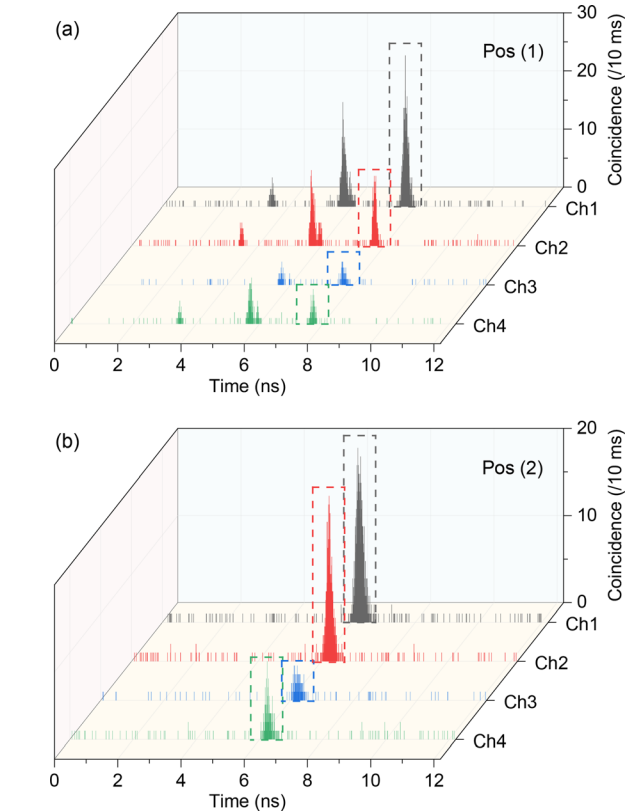 (a)
Pos (1)
30
20
10
0
Coincidence (/10 ms)
Ch1
Ch2
Ch3
Ch4
0 2 4 6 8 10 12
Time (ns)
(b)
Pos (2)
20
10
0
Coincidence (/10 ms)
Ch1
Ch2
Ch3
Ch4
0 2 4 6 8 10 12
Time (ns)